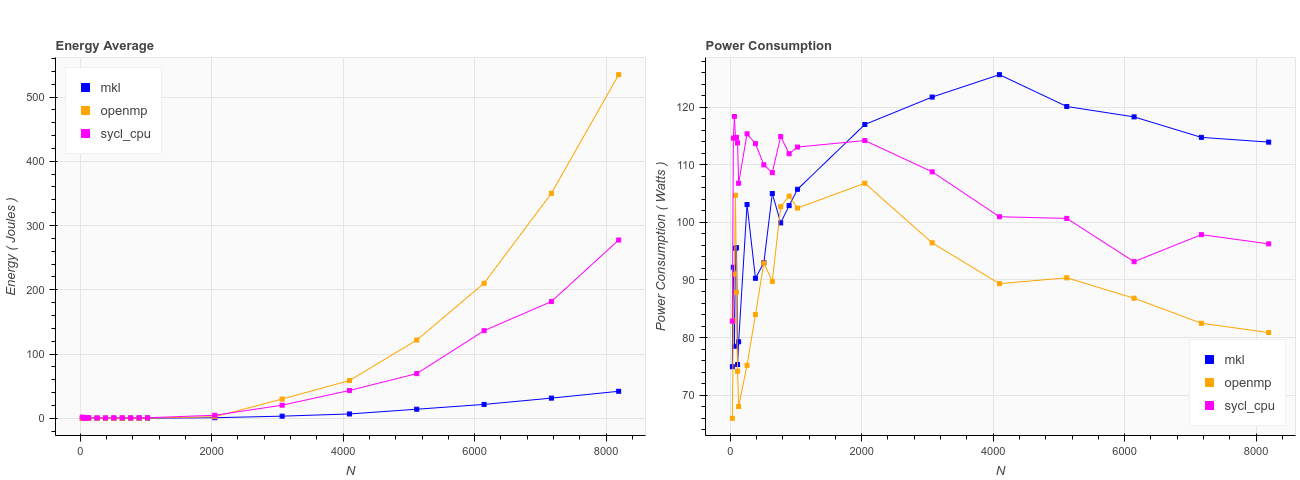 Energy Average
mkl
openmp
sycl_cpu
500
400
300
200
100
0
Energy ( Joules )
0
2000
4000
6000
8000
N
Power Consumption
120
110
100
90
80
70
Power Consumption ( Watts )
mkl
openmp
sycl_cpu
0
2000
4000
6000
8000
N